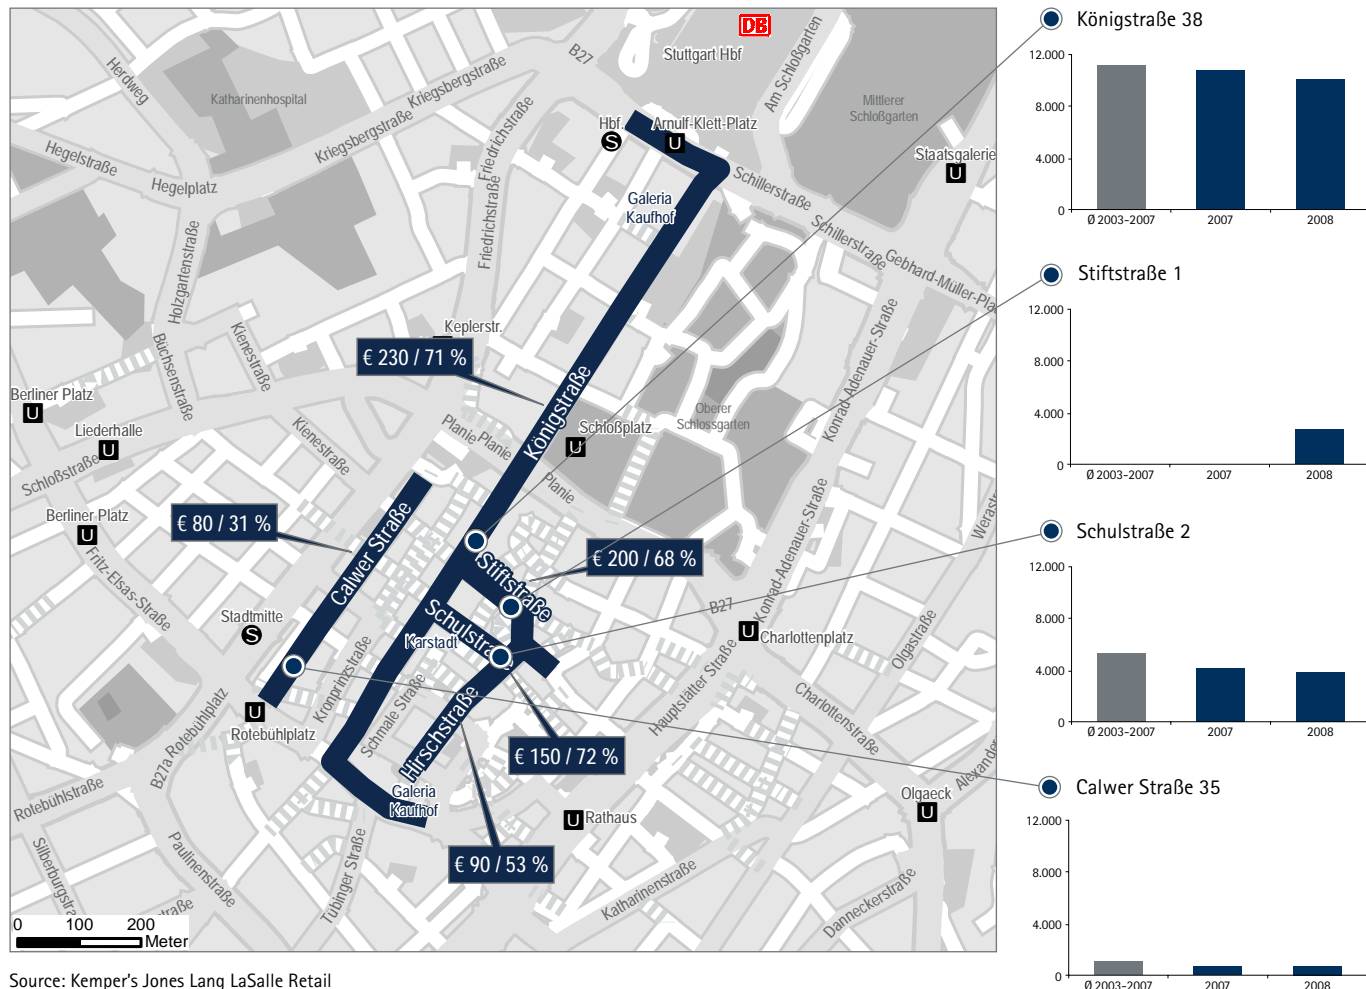 DB
Stuttgart Hbf
B27
Am Schloßgarten
Herdweg
Katharinenhospital
Kriegsbergstraße
Kriegsbergstraße
Mittlerer
Schloßgarten
Hbf.
S
Arnulf-Klett-Platz
U
Staatsgalerie
U
Friedrichstraße
Friedrichstraße
Hegelstraße
Hegelplatz
Schillerstraße
Schillerstraße
Galeria
Kaufhof
Gebhard-Müller-Pla
Holzgartenstraße
Keplerstr.
Kienestraße
Büchsenstraße
€ 230 / 71 %
Königstraße
Konrad-Adenauer-Straße
Berliner Platz
U
Liederhalle
U
Kienestraße
Planie
Planie
Planie
Schloßplatz
U
Oberer
Schlossgarten
Schloßstraße
Berliner Platz
U
€ 80 / 31 %
Calwer Straße
Konrad-Adenauer-Straße
Werastr
Fritz-Elsas-Straße
€ 200 / 68 %
Stiftstraße
Schulstraße
Stadtmitte
S
Karstadt
B27
U
Charlottenplatz
Olgastraße
Kronprinzstraße
Schmale Straße
Hirschstraße
Hauptstätter Straße
Charlottenstraße
U
Rotebühlplatz
B27a Rotebühlplatz
€ 150 / 72 %
Alexander
Rotebühlstraße
Galeria
Kaufhof
U
Rathaus
Olgaeck
U
€ 90 / 53 %
Silberburgstra
Paulinenstraße
straße
Tübinger Straße
Katharinenstraße
Danneckerstraße
0 100 200
Meter
Source: Kemper's Jones Lang LaSalle Retail
Königstraße 38
12.000
8.000
4.000
0
Ø 2003-2007 2007 2008
Stiftstraße 1
12.000
8.000
4.000
0
Ø 2003-2007 2007 2008
Schulstraße 2
12.000
8.000
4.000
0
Ø 2003-2007 2007 2008
Calwer Straße 35
12.000
8.000
4.000
0
Ø 2003-2007 2007 2008